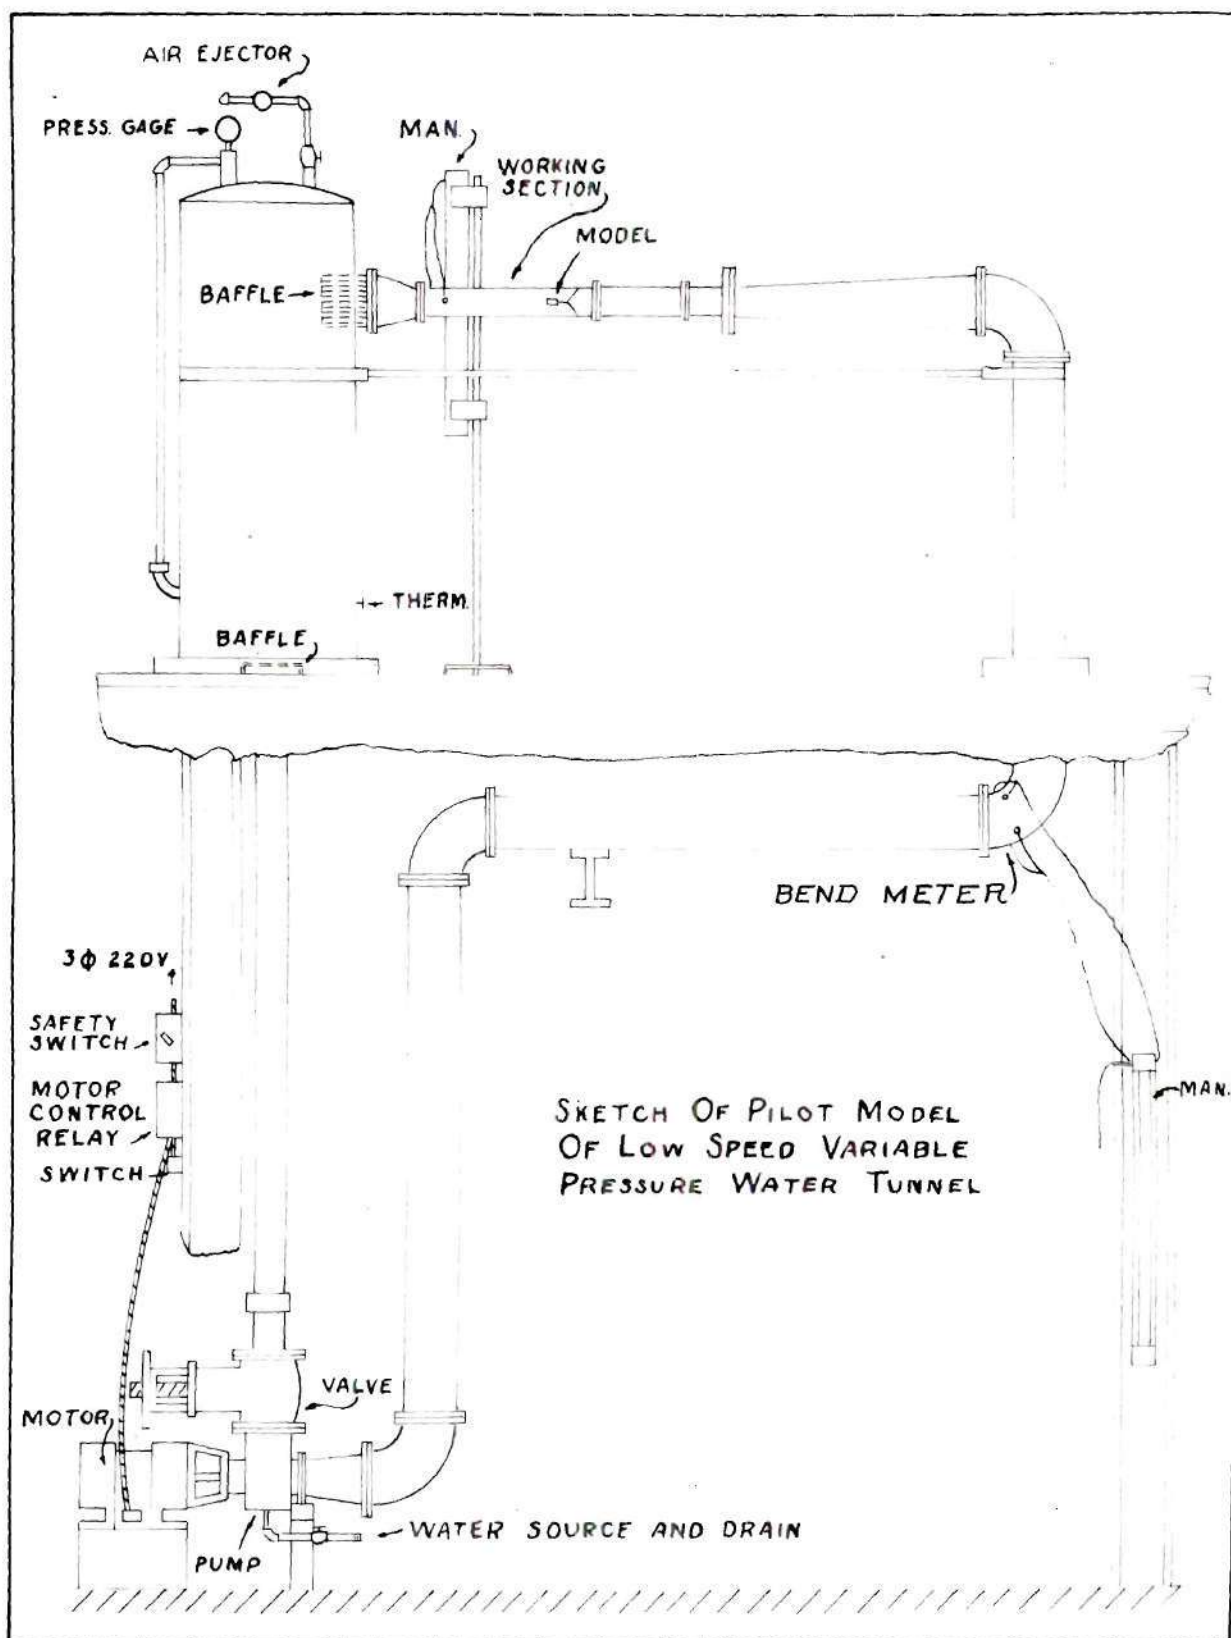 AIR EJECTOR
PRESS. GAGE
MAN.
WORKING
SECTION
MODEL
BAFFLE
THERM.
BAFFLE
BEND METER
3Φ 220V
SAFETY
SWITCH
MOTOR
CONTROL
RELAY
SWITCH
MAN.
SKETCH OF PILOT MODEL
OF LOW SPEED VARIABLE
PRESSURE WATER TUNNEL
VALVE
MOTOR
WATER SOURCE AND DRAIN
PUMP